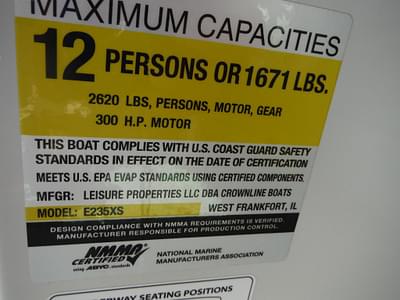 MAXIMUM CAPACITIES
12 PERSONS OR 1671 LBS.
2620 LBS, PERSONS, MOTOR, GEAR
300 H.P. MOTOR
THIS BOAT COMPLIES WITH U.S. COAST GUARD SAFETY
STANDARDS IN EFFECT ON THE DATE OF CERTIFICATION
MEETS U.S. EPA EVAP STANDARDS USING CERTIFIED COMPONENTS.
MFGR: LEISURE PROPERTIES LLC DBA CROWNLINE BOATS
MODEL: E235XS WEST FRANKFORT, IL
DESIGN COMPLIANCE WITH NMMA REQUIREMENTS IS VERIFIED.
MANUFACTURER RESPONSIBLE FOR PRODUCTION CONTROL.
NMMA
CERTIFIED
using ABYC standards
NATIONAL MARINE
MANUFACTURERS ASSOCIATION
SEATING POSITIONS